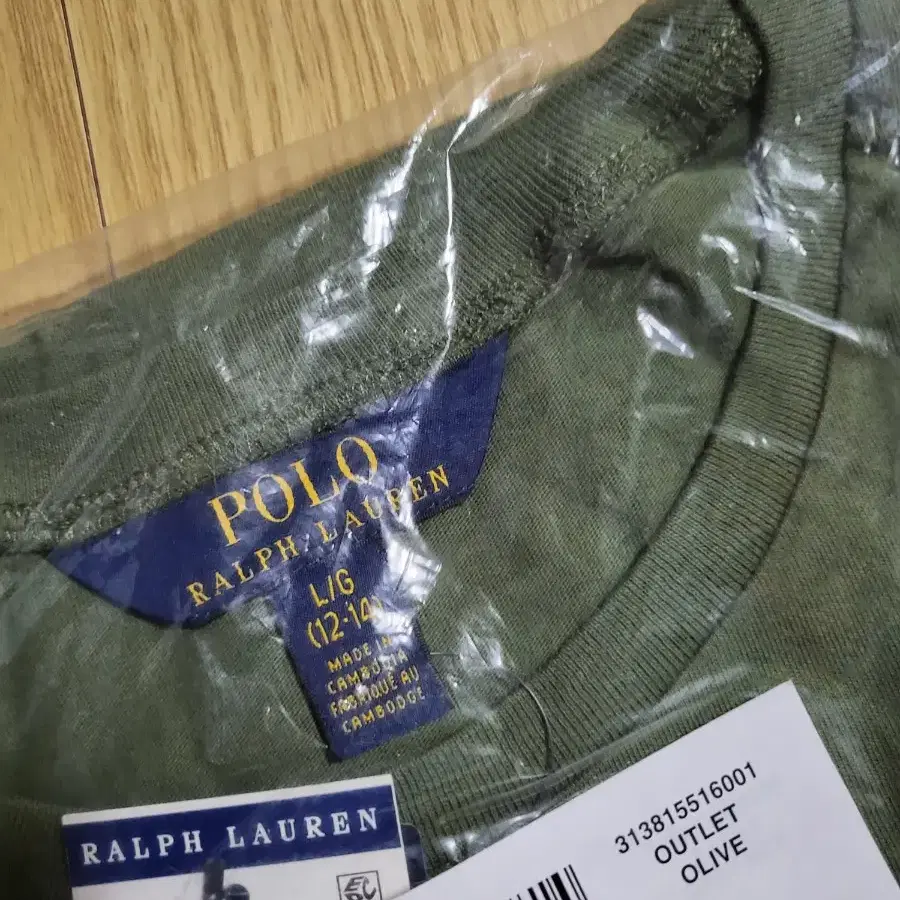 POLO
RALPH LAUREN
L/G
(12-14)
MADE IN
CAMBODIA
FABRIQUÉ AU
CAMBODGE
RALPH LAUREN
313815516001
OUTLET
OLIVE